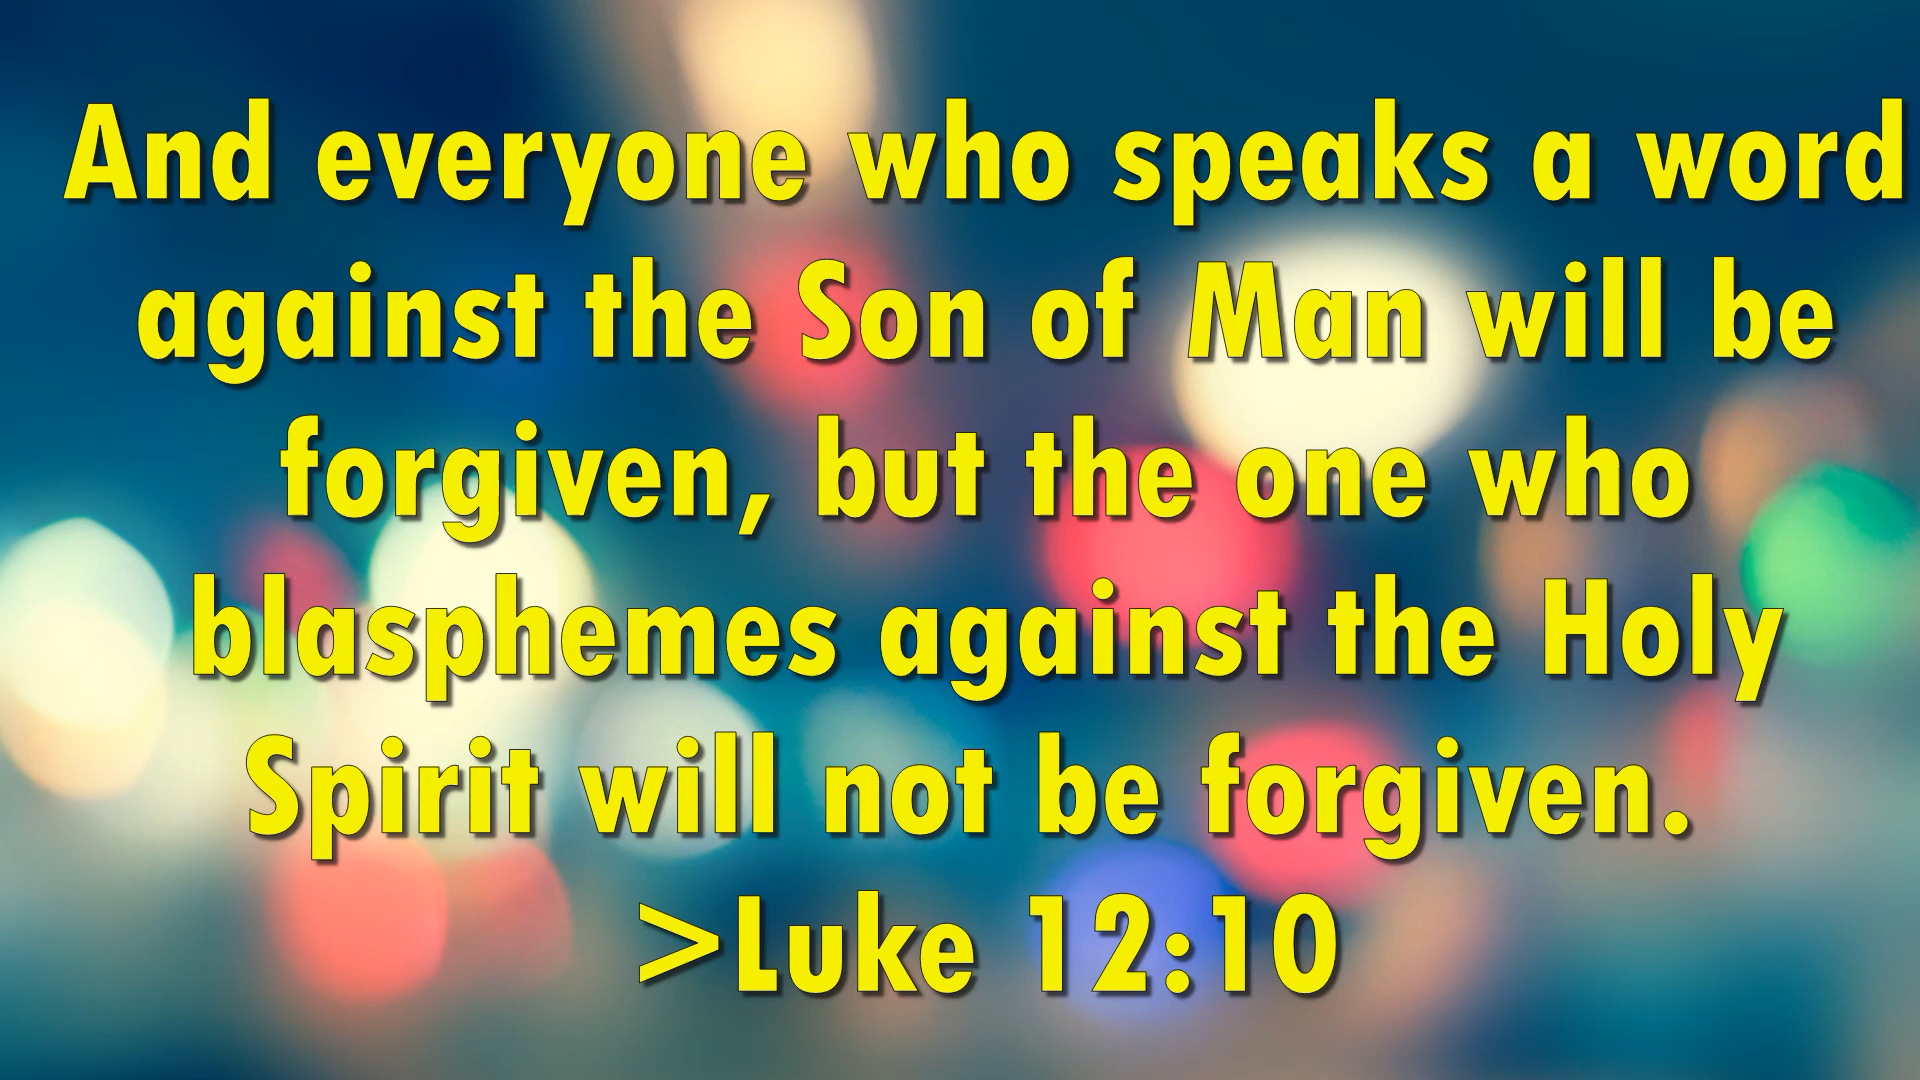 And everyone who speaks a word
against the Son of Man will be
forgiven, but the one who
blasphemes against the Holy
Spirit will not be forgiven.
>Luke 12:10